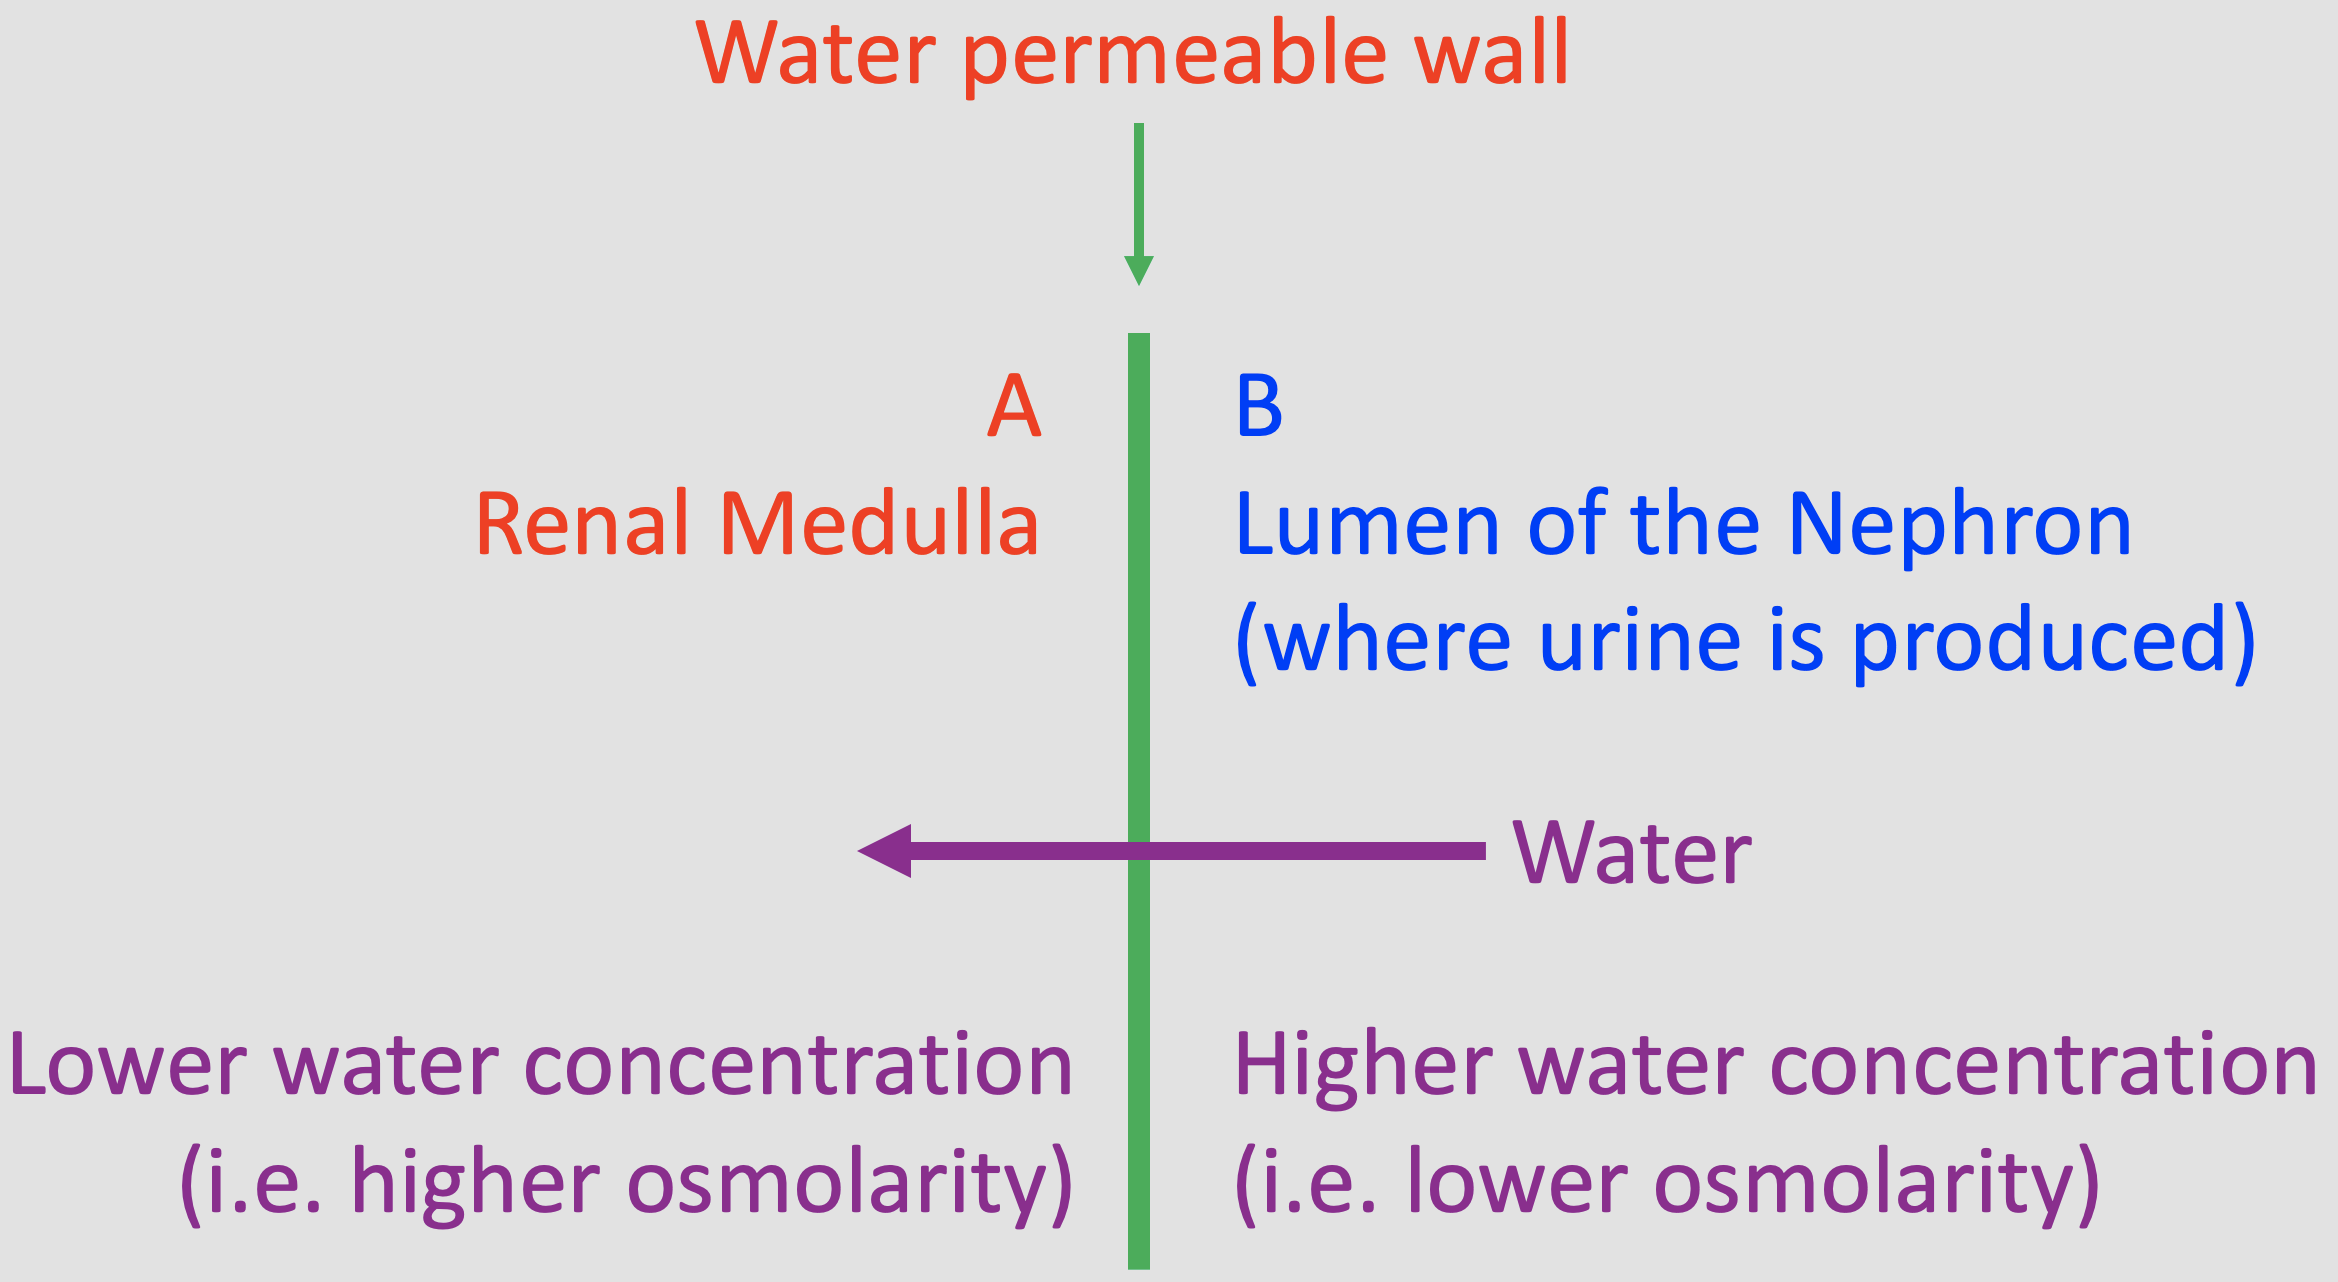 Water permeable wall
A
Renal Medulla
B
Lumen of the Nephron
(where urine is produced)
Water
Lower water concentration
(i.e. higher osmolarity)
Higher water concentration
(i.e. lower osmolarity)